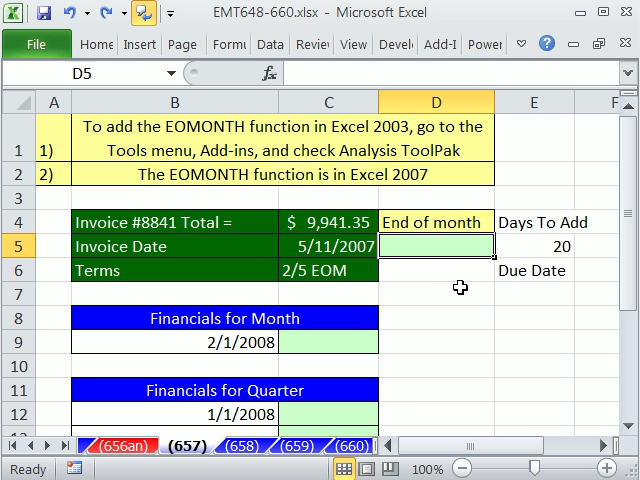 EMT648-660.xlsx - Microsoft Excel
File Home Insert Page Formu Data Review View Develo Add-I Power
D5 fx
A B C D E F
1 1) To add the EOMONTH function in Excel 2003, go to the
Tools menu, Add-ins, and check Analysis ToolPak
2 2) The EOMONTH function is in Excel 2007
3
4 Invoice #8841 Total = $ 9,941.35 End of month Days To Add
5 Invoice Date 5/11/2007 20
6 Terms 2/5 EOM Due Date
7
8 Financials for Month
9 2/1/2008
10
11 Financials for Quarter
12 1/1/2008
(656an) (657) (658) (659) (660)
Ready 100%